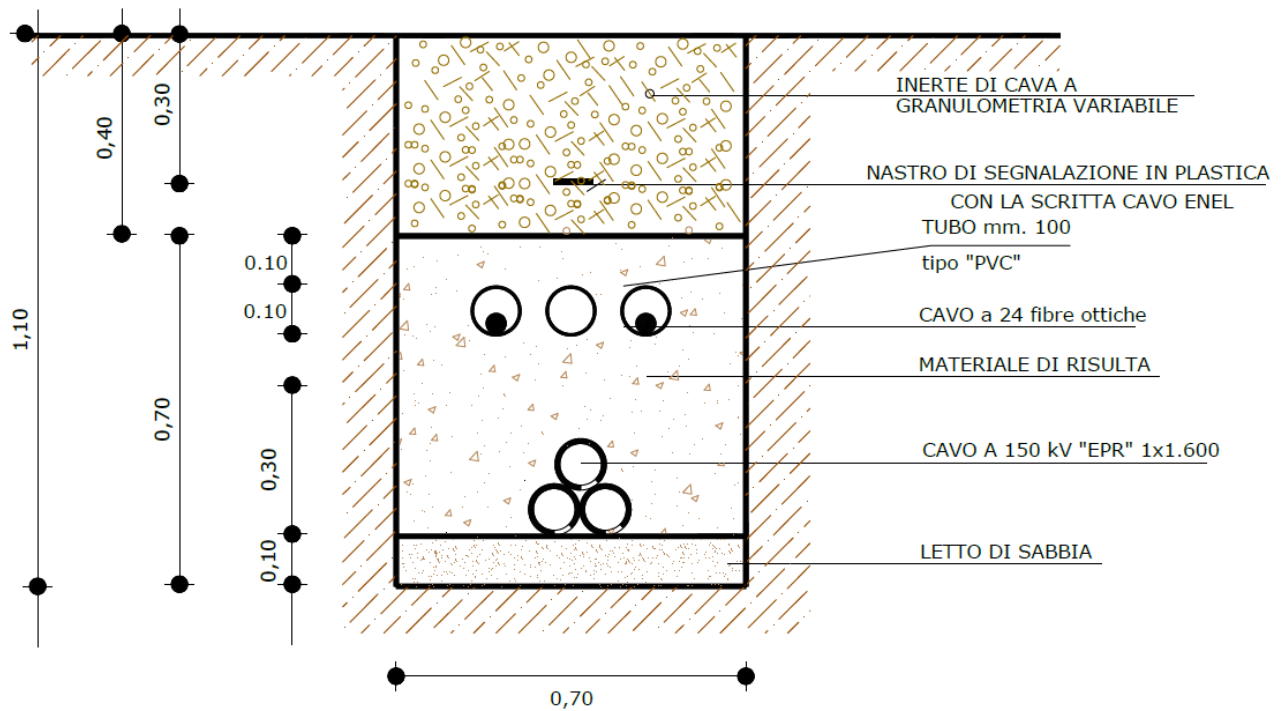 INERTE DI CAVA A
GRANULOMETRIA VARIABILE
NASTRO DI SEGNALAZIONE IN PLASTICA
CON LA SCRITTA CAVO ENEL
TUBO mm. 100
tipo "PVC"
CAVO a 24 fibre ottiche
MATERIALE DI RISULTA
CAVO A 150 kV "EPR" 1x1.600
LETTO DI SABBIA
0,30
0,40
0.10
0.10
1,10
0,70
0,30
0,10
0,70